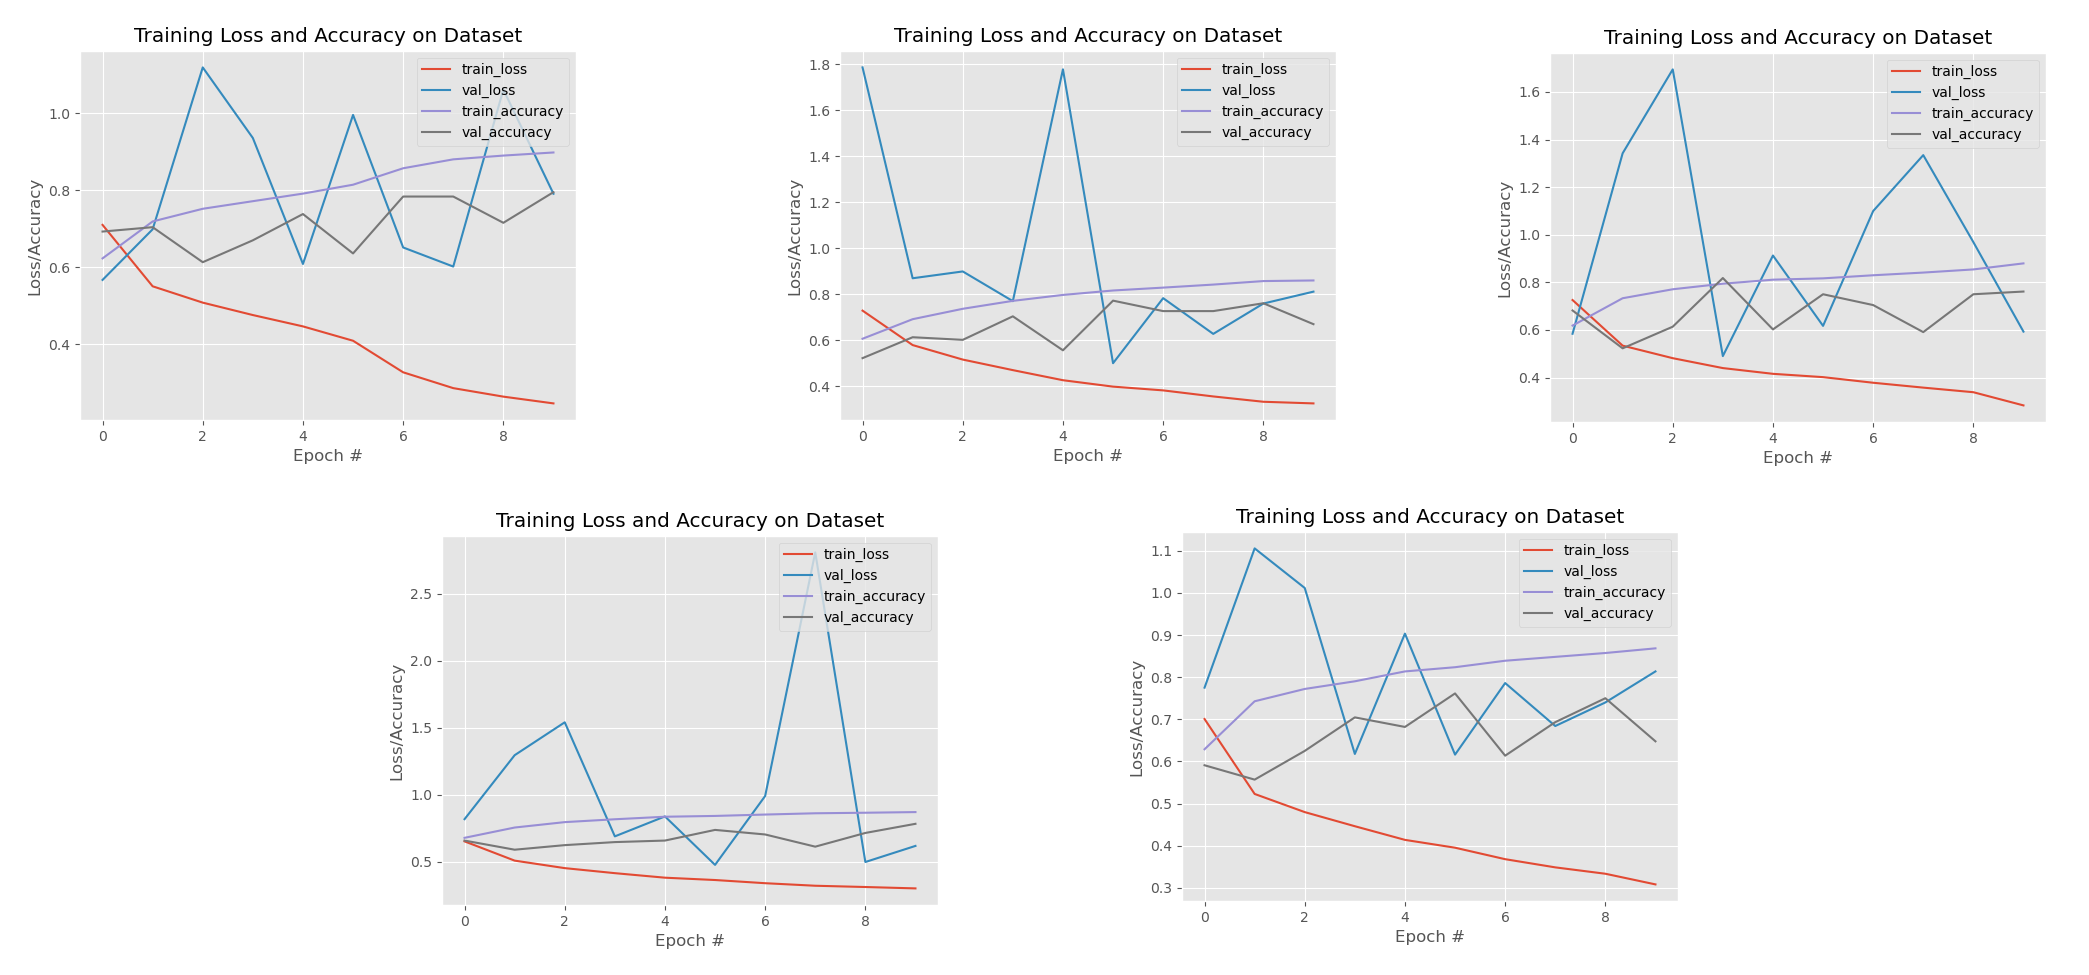 Training Loss and Accuracy on Dataset
train_loss
val_loss
train_accuracy
val_accuracy
1.0
0.8
0.6
0.4
Loss/Accuracy
0 2 4 6 8
Epoch #
Training Loss and Accuracy on Dataset
train_loss
val_loss
train_accuracy
val_accuracy
1.8
1.6
1.4
1.2
1.0
0.8
0.6
0.4
Loss/Accuracy
0 2 4 6 8
Epoch #
Training Loss and Accuracy on Dataset
train_loss
val_loss
train_accuracy
val_accuracy
1.6
1.4
1.2
1.0
0.8
0.6
0.4
Loss/Accuracy
0 2 4 6 8
Epoch #
Training Loss and Accuracy on Dataset
train_loss
val_loss
train_accuracy
val_accuracy
2.5
2.0
1.5
1.0
0.5
Loss/Accuracy
0 2 4 6 8
Epoch #
Training Loss and Accuracy on Dataset
train_loss
val_loss
train_accuracy
val_accuracy
1.1
1.0
0.9
0.8
0.7
0.6
0.5
0.4
0.3
Loss/Accuracy
0 2 4 6 8
Epoch #